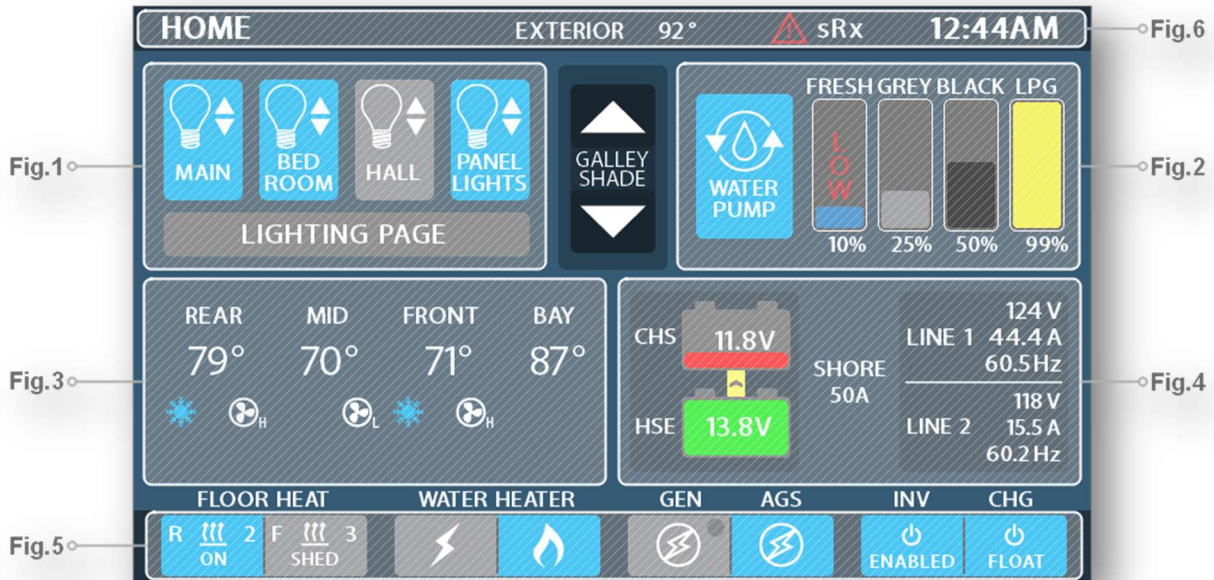 HOME EXTERIOR 92° sRx 12:44AM
Fig.6
Fig.1
MAIN
BED
ROOM
HALL
PANEL
LIGHTS
LIGHTING PAGE
GALLEY
SHADE
WATER
PUMP
FRESH GREY BLACK LPG
LOW
10% 25% 50% 99%
Fig.2
Fig.3
REAR MID FRONT BAY
79° 70° 71° 87°
H L H
CHS 11.8V
HSE 13.8V
SHORE
50A
LINE 1
124 V
44.4 A
60.5Hz
LINE 2
118 V
15.5 A
60.2Hz
Fig.4
FLOOR HEAT WATER HEATER GEN AGS INV CHG
Fig.5
R 2
ON
F 3
SHED
ENABLED
FLOAT